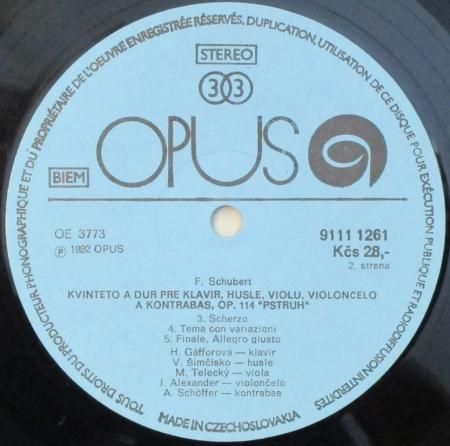 TOUS DROITS DU PRODUCTEUR PHONOGRAPHIQUE ET DU PROPRIÉTAIRE DE L'OEUVRE ENREGISTRÉE RÉSERVÉS. DUPLICATION, UTILISATION DE CE DISQUE POUR EXÉCUTION PUBLIQUE ET RADIODIFFUSION INTERDITES
STEREO
33
OPUS
BIEM
OE 3773
9111 1261
℗ 1982 OPUS
Kčs 28,-
2. strana
F. Schubert
KVINTETO A DUR PRE KLAVIR, HUSLE, VIOLU, VIOLONCELO
A KONTRABAS, OP. 114 "PSTRUH"
3. Scherzo
4. Tema con variazioni
5. Finale. Allegro giusto
H. Gáfforová — klavir
V. Šimčisko — husle
M. Telecký — viola
J. Alexander — violončelo
A. Schöffer — kontrabas
MADE IN CZECHOSLOVAKIA